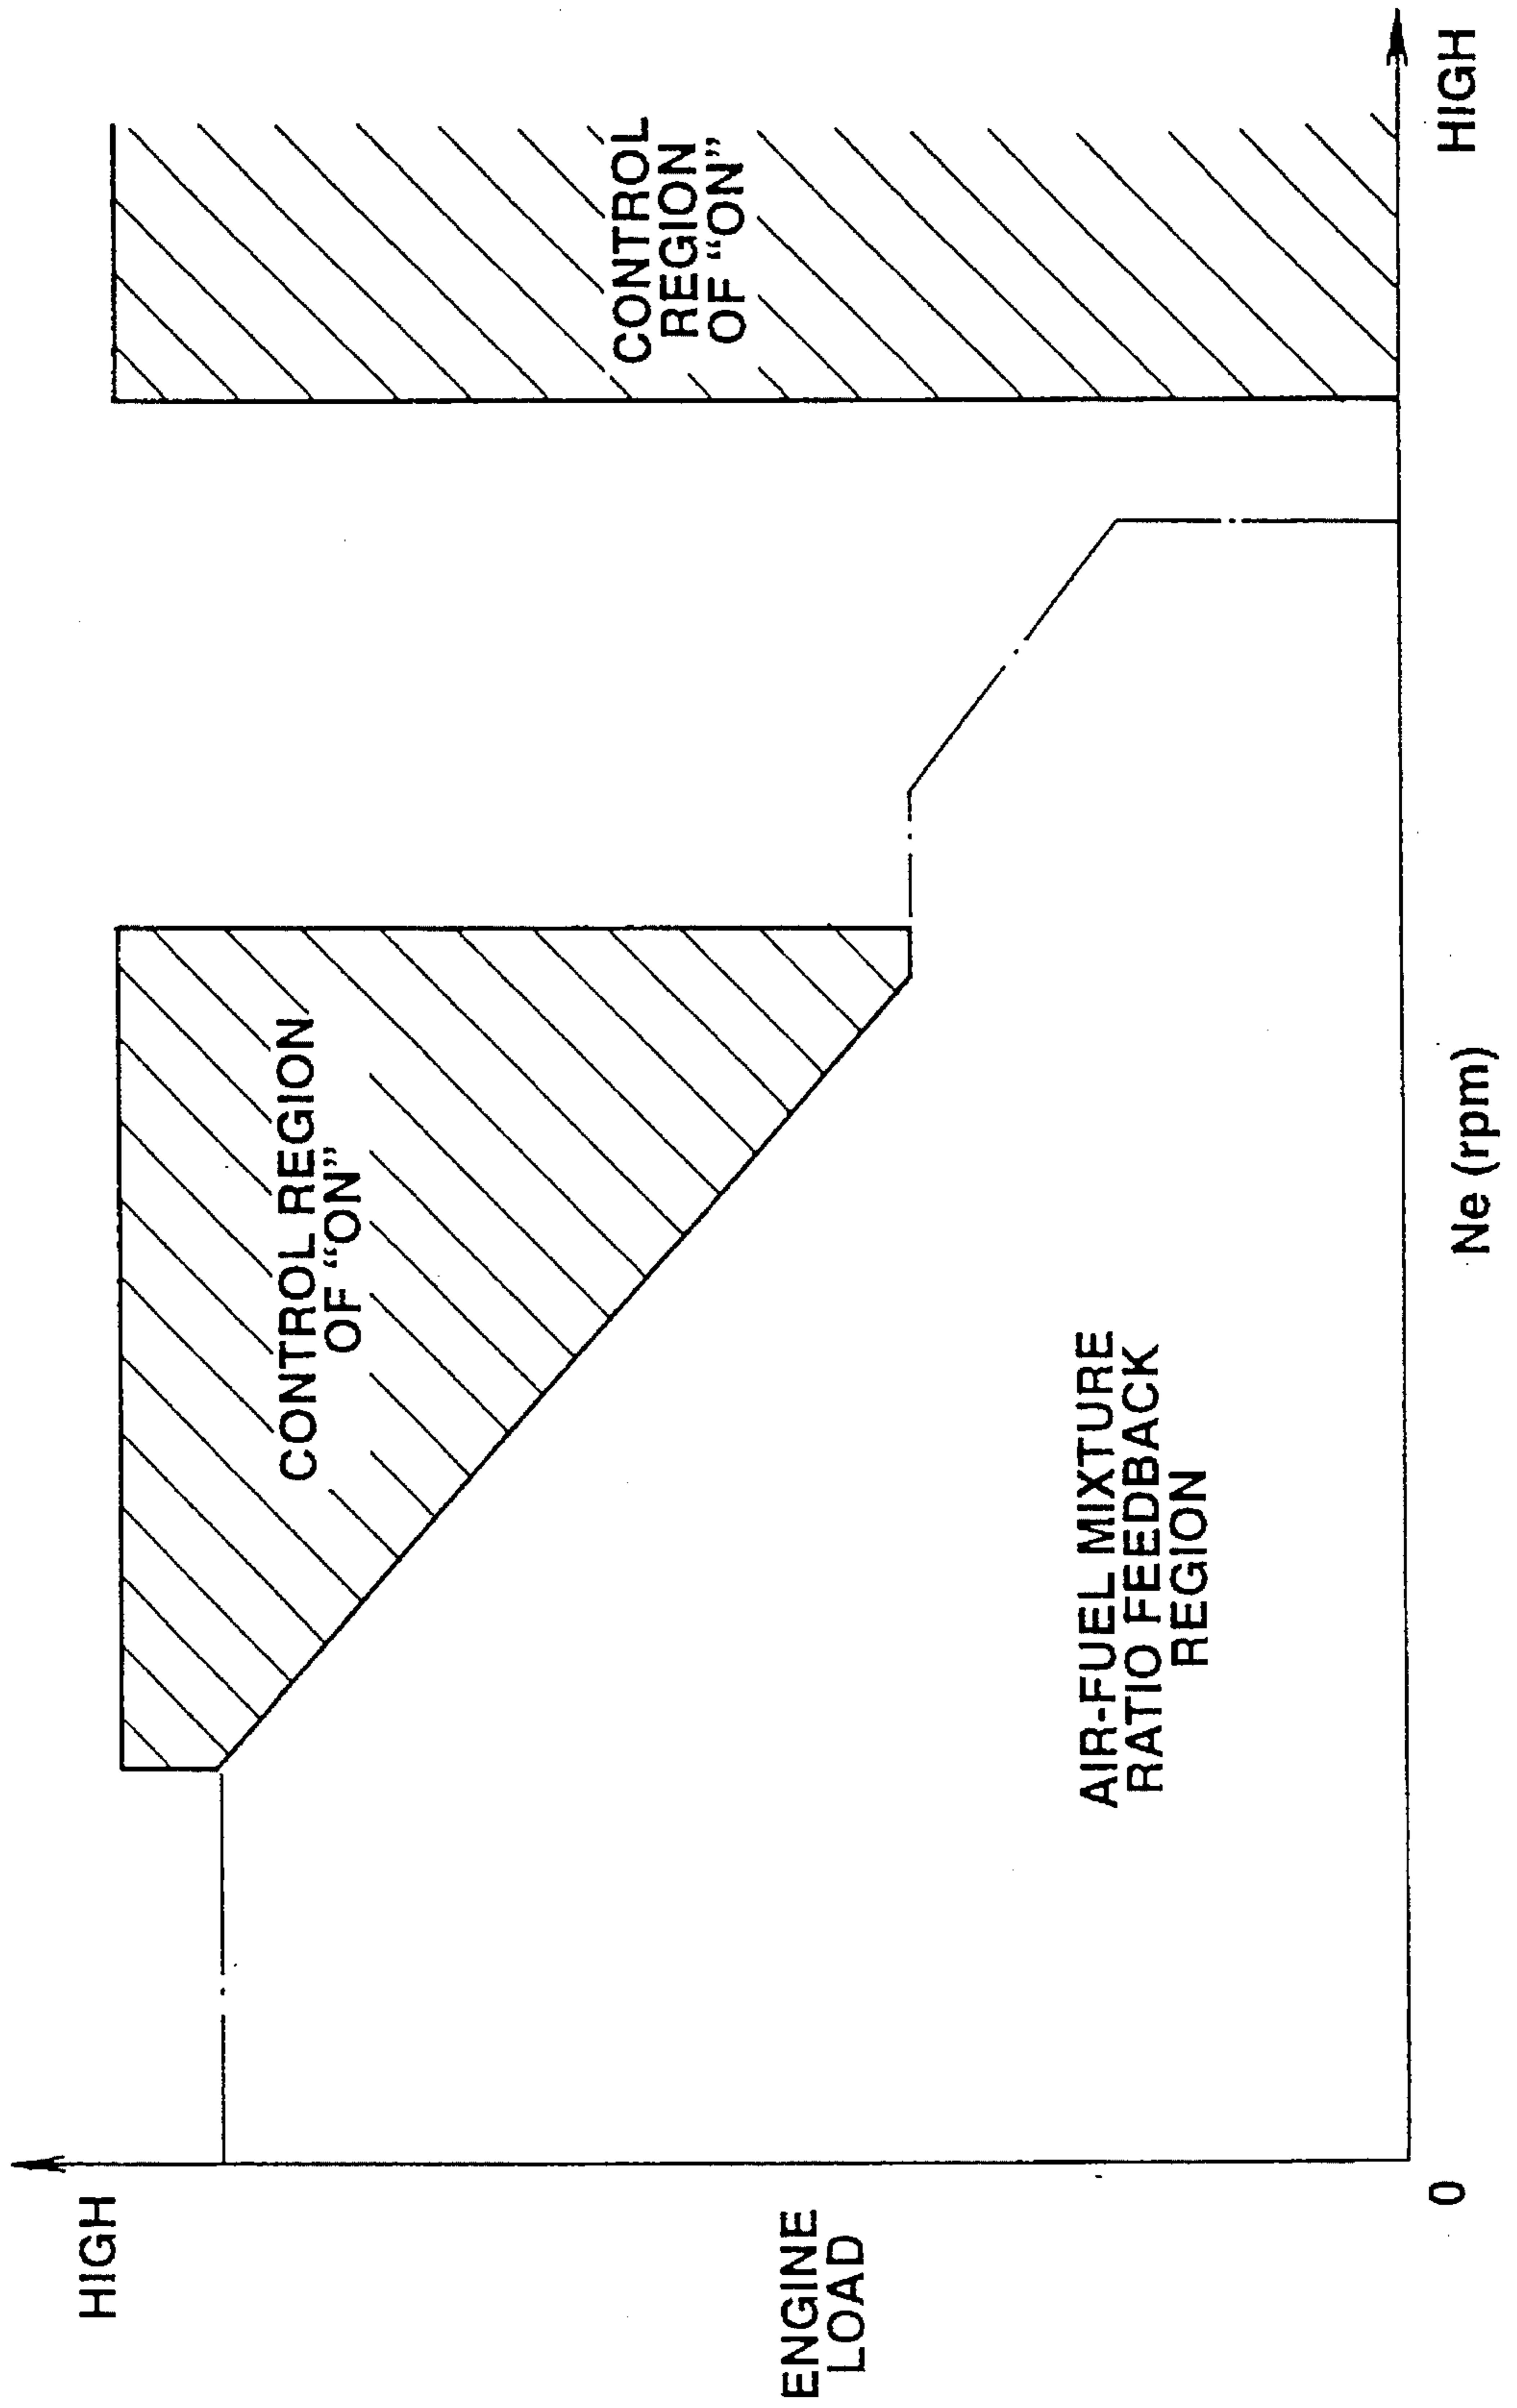 HIGH
ENGINE
LOAD
CONTROL REGION
OF “ON”
CONTROL
REGION
OF “ON”
AIR-FUEL MIXTURE
RATIO FEEDBACK
REGION
0
Ne (rpm)
HIGH